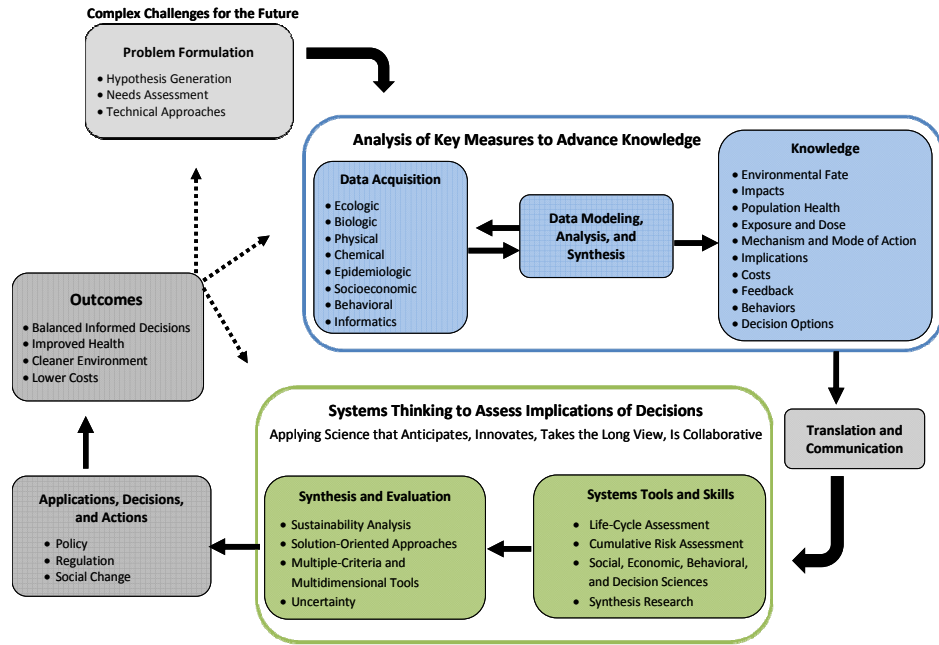 Complex Challenges for the Future
Problem Formulation
• Hypothesis Generation
• Needs Assessment
• Technical Approaches
Analysis of Key Measures to Advance Knowledge
Data Acquisition
• Ecologic
• Biologic
• Physical
• Chemical
• Epidemiologic
• Socioeconomic
• Behavioral
• Informatics
Data Modeling,
Analysis, and
Synthesis
Knowledge
• Environmental Fate
• Impacts
• Population Health
• Exposure and Dose
• Mechanism and Mode of Action
• Implications
• Costs
• Feedback
• Behaviors
• Decision Options
Translation and
Communication
Systems Thinking to Assess Implications of Decisions
Applying Science that Anticipates, Innovates, Takes the Long View, Is Collaborative
Systems Tools and Skills
• Life-Cycle Assessment
• Cumulative Risk Assessment
• Social, Economic, Behavioral,
and Decision Sciences
• Synthesis Research
Synthesis and Evaluation
• Sustainability Analysis
• Solution-Oriented Approaches
• Multiple-Criteria and
Multidimensional Tools
• Uncertainty
Applications, Decisions,
and Actions
• Policy
• Regulation
• Social Change
Outcomes
• Balanced Informed Decisions
• Improved Health
• Cleaner Environment
• Lower Costs